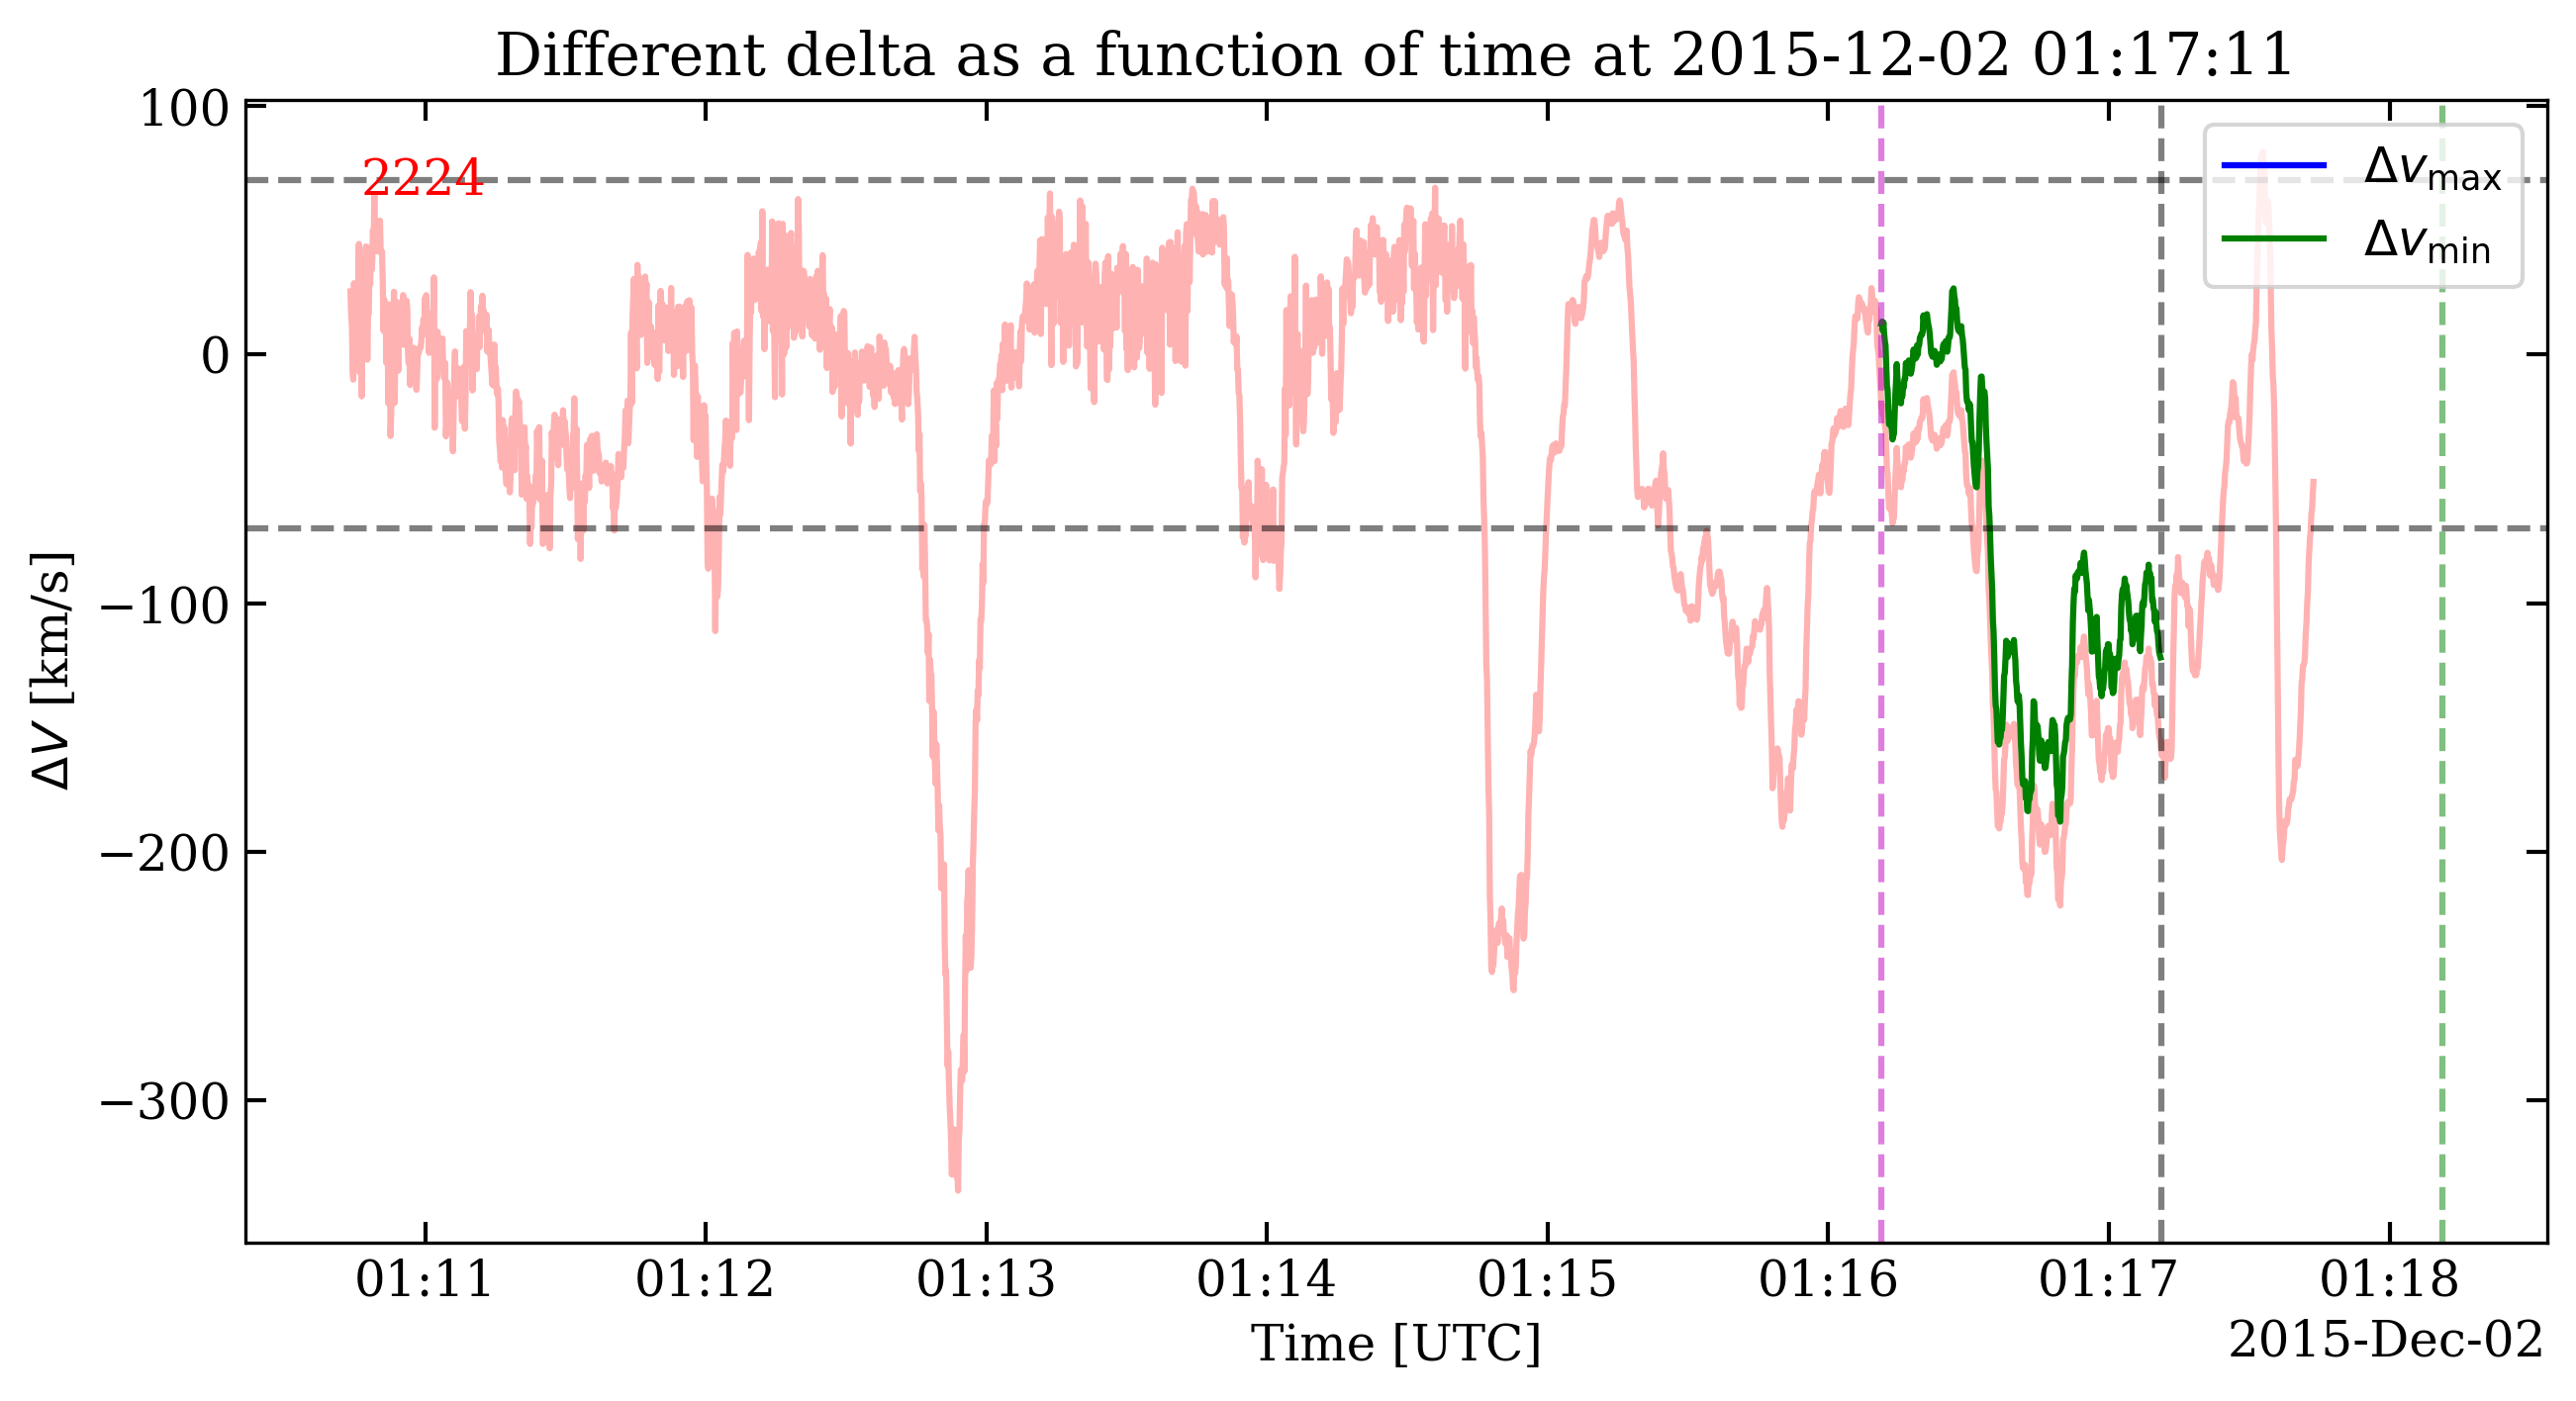 Different delta as a function of time at 2015-12-02 01:17:11
100
0
−100
−200
−300
ΔV [km/s]
2224
Δv_max
Δv_min
01:11 01:12 01:13 01:14 01:15 01:16 01:17 01:18
2015-Dec-02
Time [UTC]